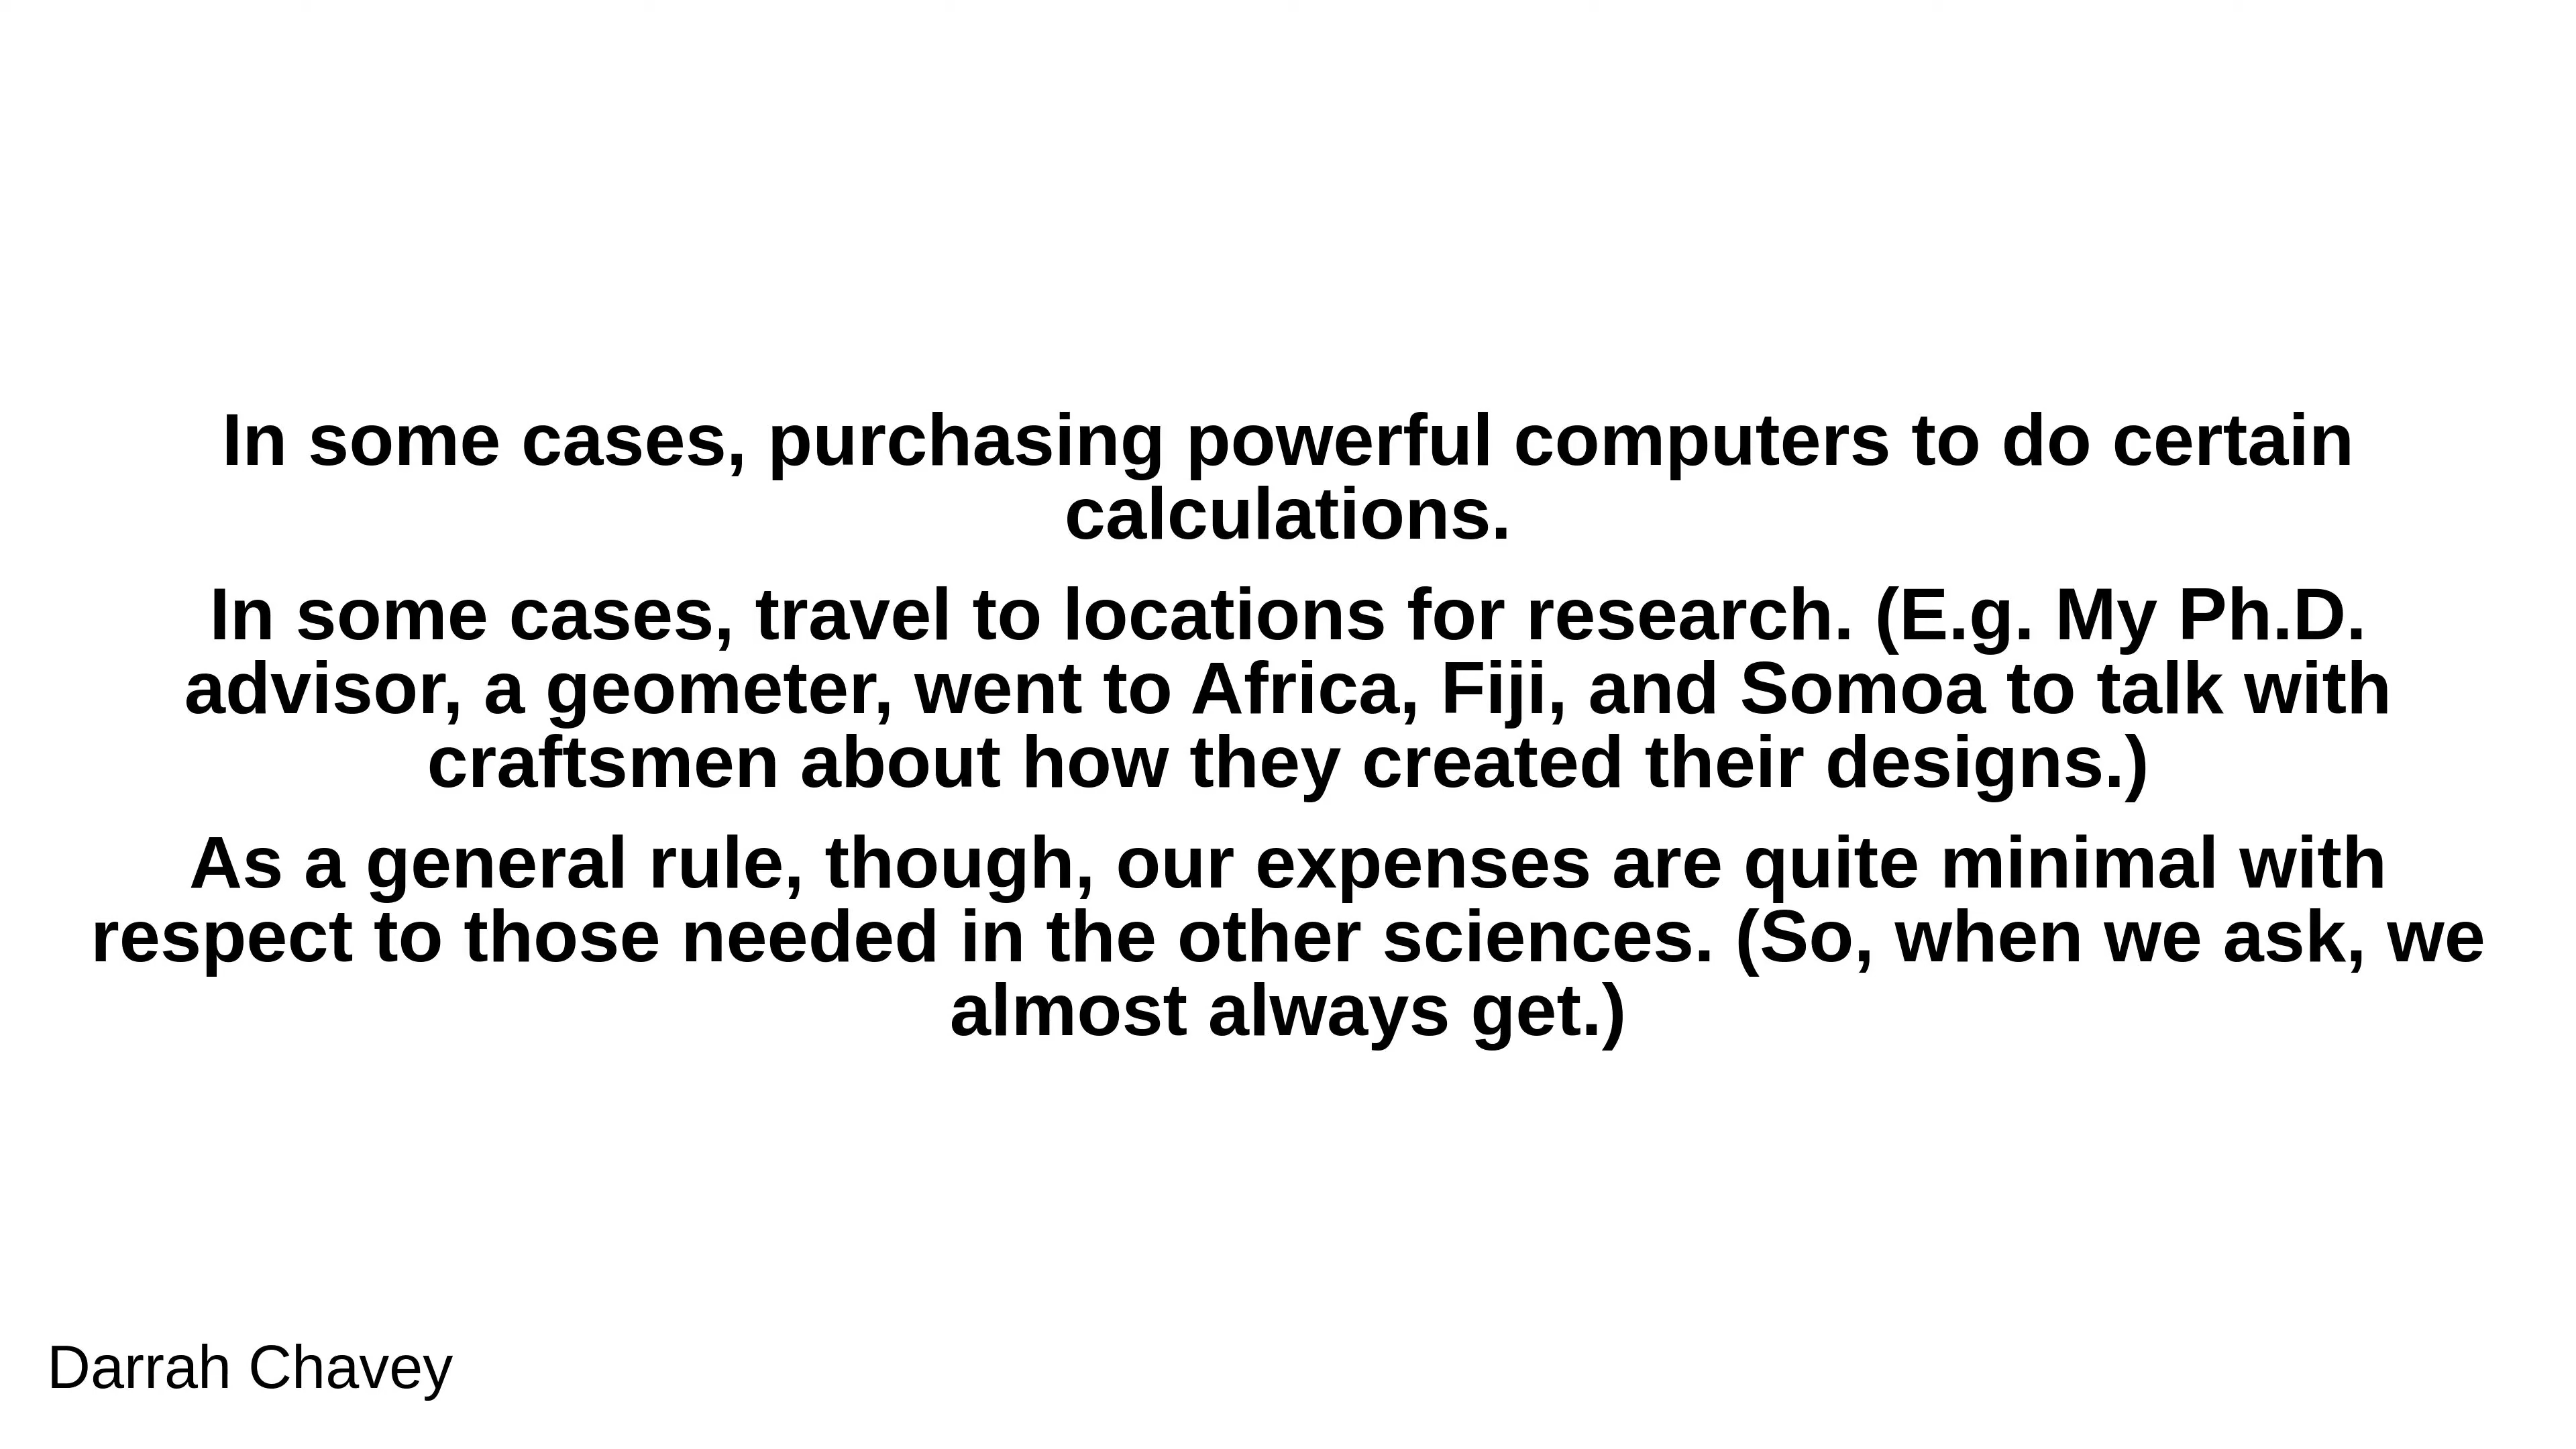 In some cases, purchasing powerful computers to do certain
calculations.
In some cases, travel to locations for research. (E.g. My Ph.D.
advisor, a geometer, went to Africa, Fiji, and Somoa to talk with
craftsmen about how they created their designs.)
As a general rule, though, our expenses are quite minimal with
respect to those needed in the other sciences. (So, when we ask, we
almost always get.)
Darrah Chavey